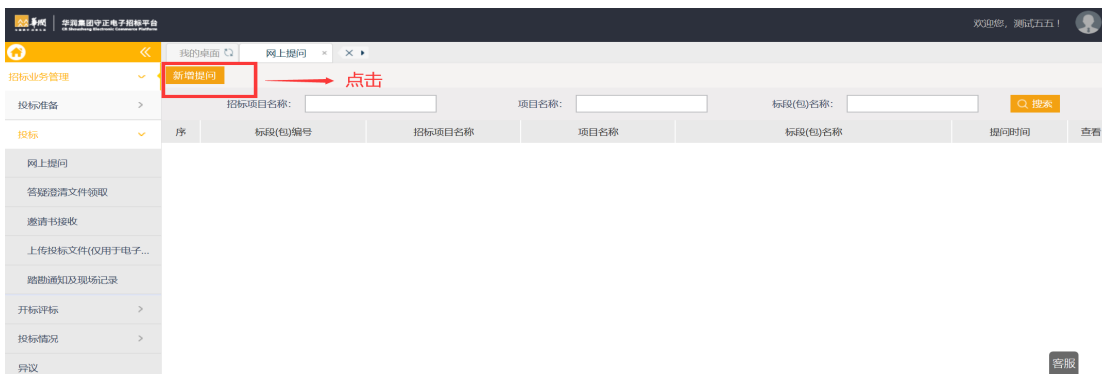 华润集团守正电子招标平台
欢迎您，测试五五！
我的桌面 网上提问 ×
招标业务管理
新增提问
点击
投标准备
招标项目名称: 项目名称: 标段(包)名称: 搜索
投标
序 标段(包)编号 招标项目名称 项目名称 标段(包)名称 提问时间 查看
网上提问
答疑澄清文件领取
邀请书接收
上传投标文件(仅用于电子...
踏勘通知及现场记录
开标评标
投标情况
异议
客服